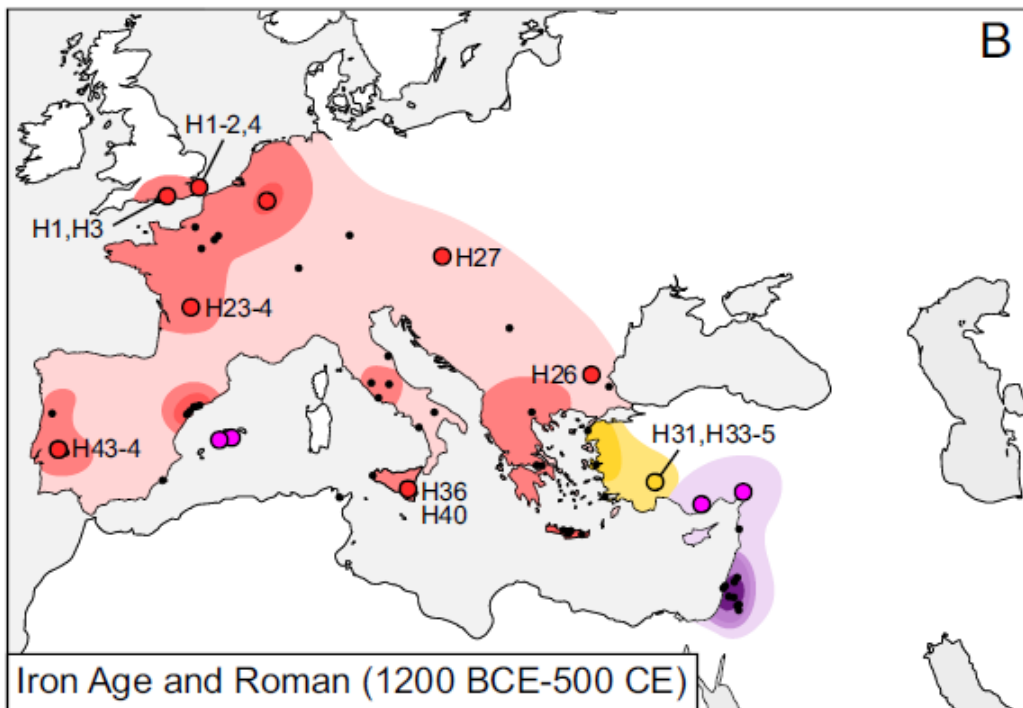 B
H1-2,4
H1,H3
H27
H23-4
H26
H31,H33-5
H43-4
H36
H40
Iron Age and Roman (1200 BCE-500 CE)